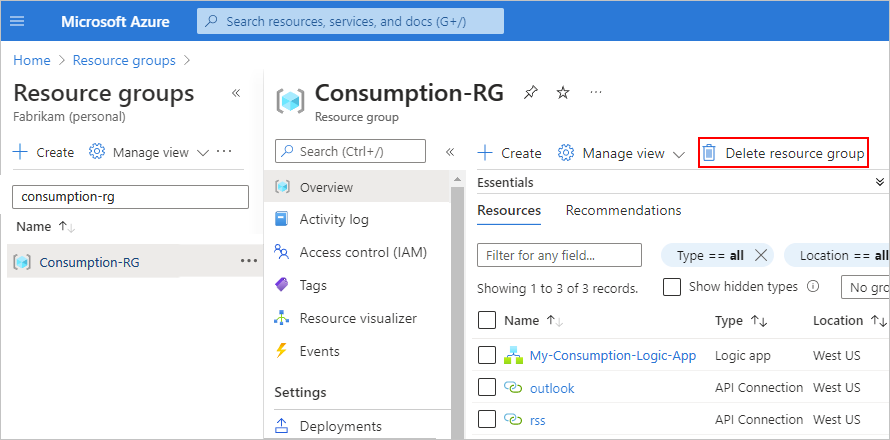 Microsoft Azure
Search resources, services, and docs (G+/)
Home > Resource groups >
Resource groups
Fabrikam (personal)
+ Create Manage view ...
consumption-rg
Name ↑↓
Consumption-RG ...
Consumption-RG ...
Resource group
Search (Ctrl+/) «
Overview
Activity log
Access control (IAM)
Tags
Resource visualizer
Events
Settings
Deployments
+ Create Manage view Delete resource group
Essentials
Resources Recommendations
Filter for any field... Type == all Location == all
Showing 1 to 3 of 3 records. Show hidden types No gro
Name ↑↓ Type ↑↓ Location ↑↓
My-Consumption-Logic-App Logic app West US
outlook API Connection West US
rss API Connection West US